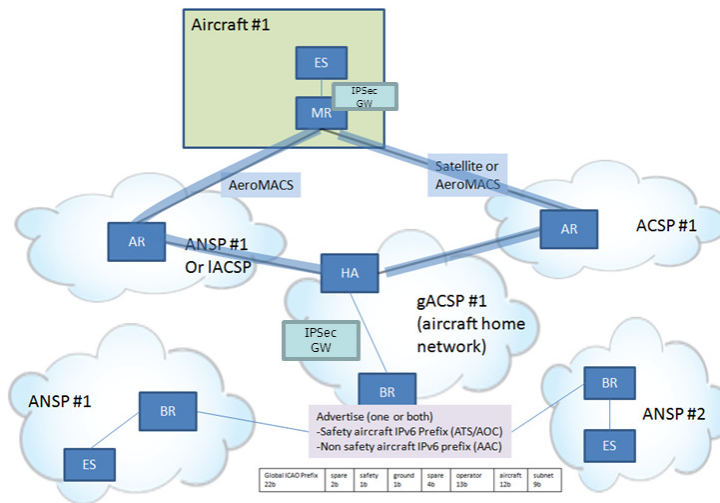 Aircraft #1
ES
IPSec
GW
MR
AeroMACS
Satellite or
AeroMACS
AR
ANSP #1
Or lACSP
AR
ACSP #1
HA
gACSP #1
(aircraft home
network)
IPSec
GW
ANSP #1
BR
ES
BR
BR
ANSP #2
ES
Advertise (one or both)
-Safety aircraft IPv6 Prefix (ATS/AOC)
-Non safety aircraft IPv6 prefix (AAC)
Global ICAO Prefix spare safety ground spare operator aircraft subnet
22b 2b 1b 1b 4b 13b 12b 9b